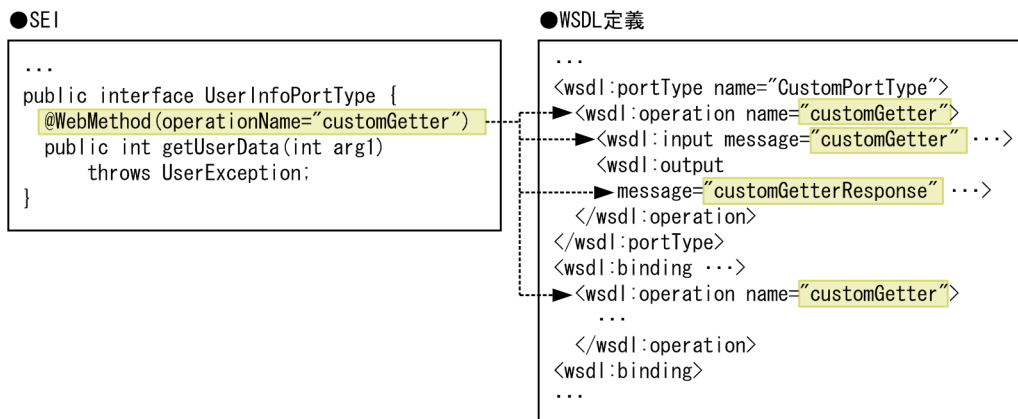 ●SEI
...
public interface UserInfoPortType {
@WebMethod(operationName="customGetter")
public int getUserData(int arg1)
throws UserException;
}
●WSDL定義
...
<wsdl:portType name="CustomPortType">
<wsdl:operation name="customGetter">
<wsdl:input message="customGetter" ...>
<wsdl:output
message="customGetterResponse" ...>
</wsdl:operation>
</wsdl:portType>
<wsdl:binding ...>
<wsdl:operation name="customGetter">
...
</wsdl:operation>
<wsdl:binding>
...